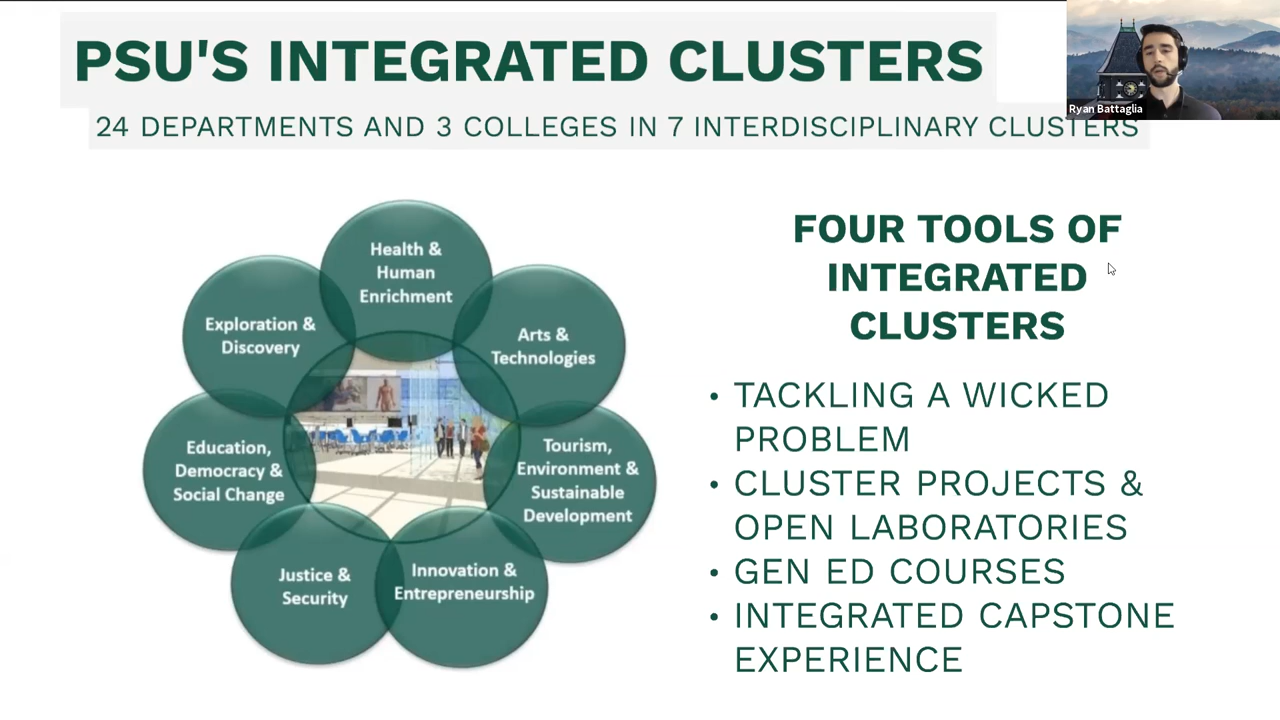 PSU'S INTEGRATED CLUSTERS
Ryan Battaglia
24 DEPARTMENTS AND 3 COLLEGES IN 7 INTERDISCIPLINARY CLUSTERS
Health &
Human
Enrichment
Arts &
Technologies
Tourism,
Environment &
Sustainable
Development
Innovation &
Entrepreneurship
Justice &
Security
Education,
Democracy &
Social Change
Exploration &
Discovery
FOUR TOOLS OF
INTEGRATED
CLUSTERS
• TACKLING A WICKED
PROBLEM
• CLUSTER PROJECTS &
OPEN LABORATORIES
• GEN ED COURSES
• INTEGRATED CAPSTONE
EXPERIENCE